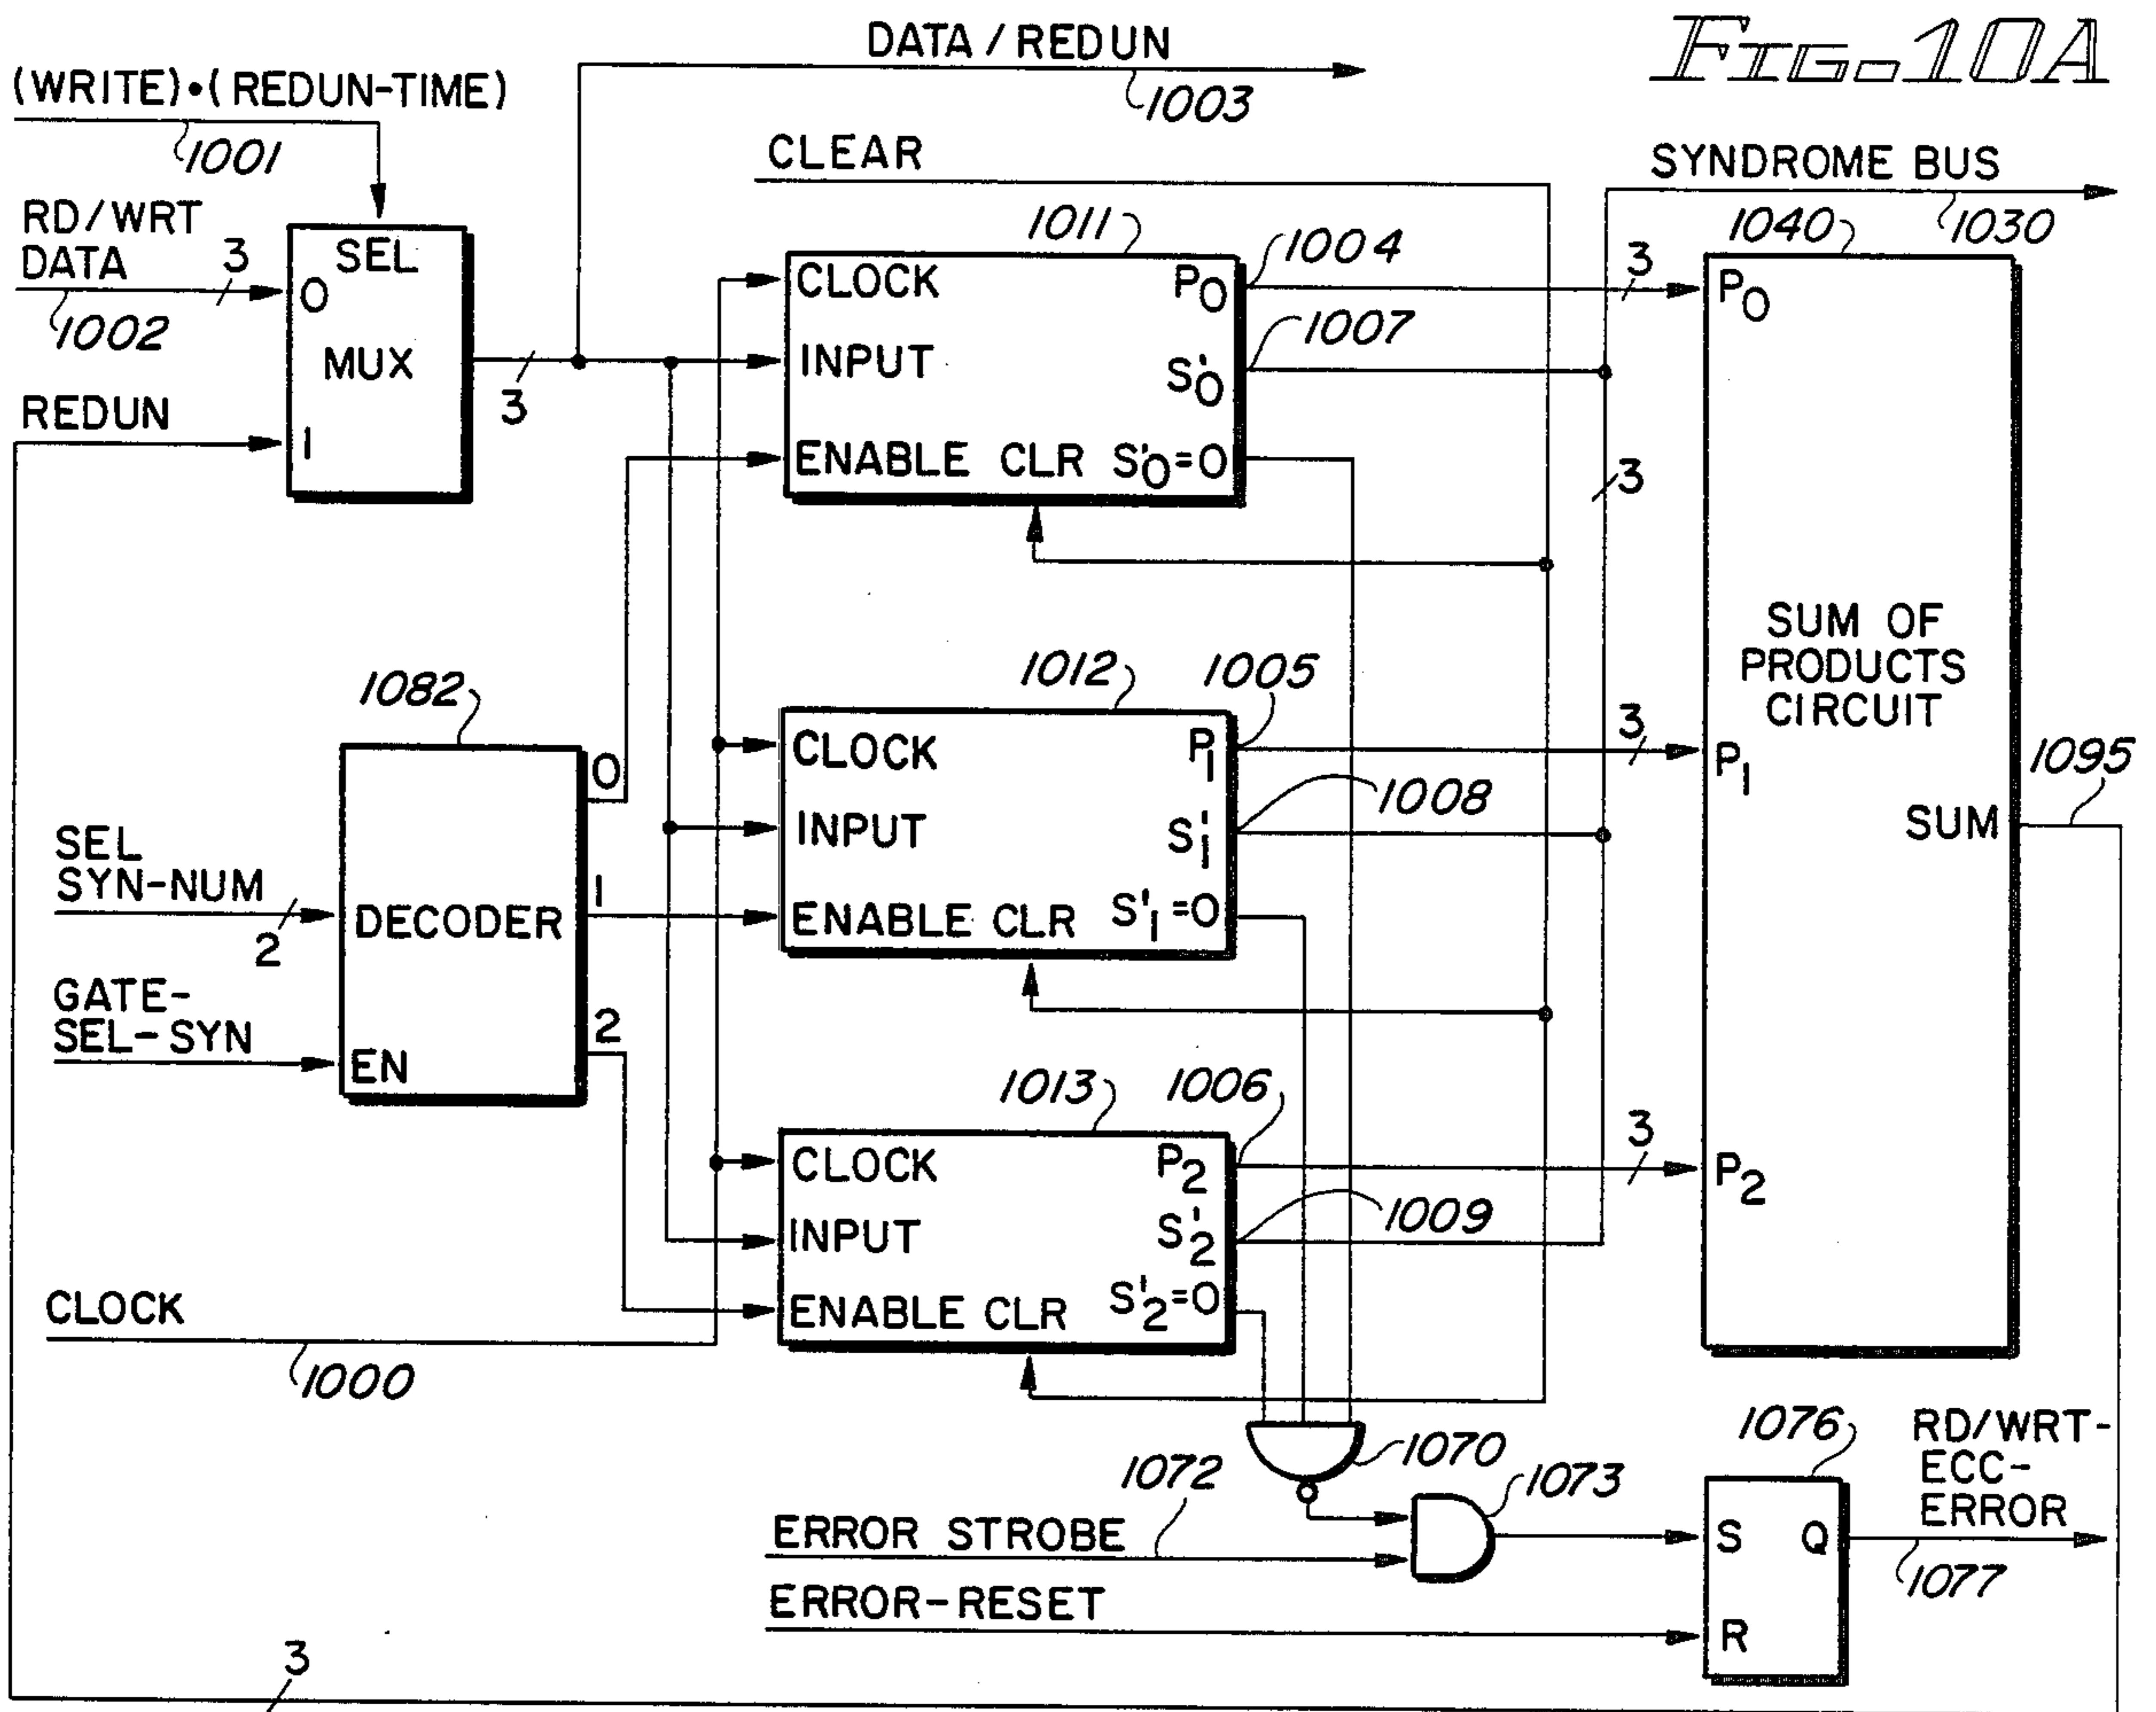 FIG.-10A
DATA / REDUN
1003
(WRITE)•(REDUN-TIME)
1001
CLEAR
SYNDROME BUS
1030
RD/WRT
DATA
3
1002
SEL
0
MUX
1
3
REDUN
1011
CLOCK
INPUT
ENABLE CLR
P0
S'0
S'0=0
1004
1007
3
3
1040
P0
SUM OF
PRODUCTS
CIRCUIT
P1
SUM
P2
1095
1082
0
1
2
DECODER
EN
SEL
SYN-NUM
2
GATE-
SEL-SYN
1012
1005
CLOCK
INPUT
ENABLE CLR
P1
S'1
S'1=0
1008
3
1013
1006
CLOCK
INPUT
ENABLE CLR
P2
S'2
S'2=0
1009
3
CLOCK
1000
1070
1072
ERROR STROBE
1073
ERROR-RESET
1076
S
Q
R
RD/WRT-
ECC-
ERROR
1077
3